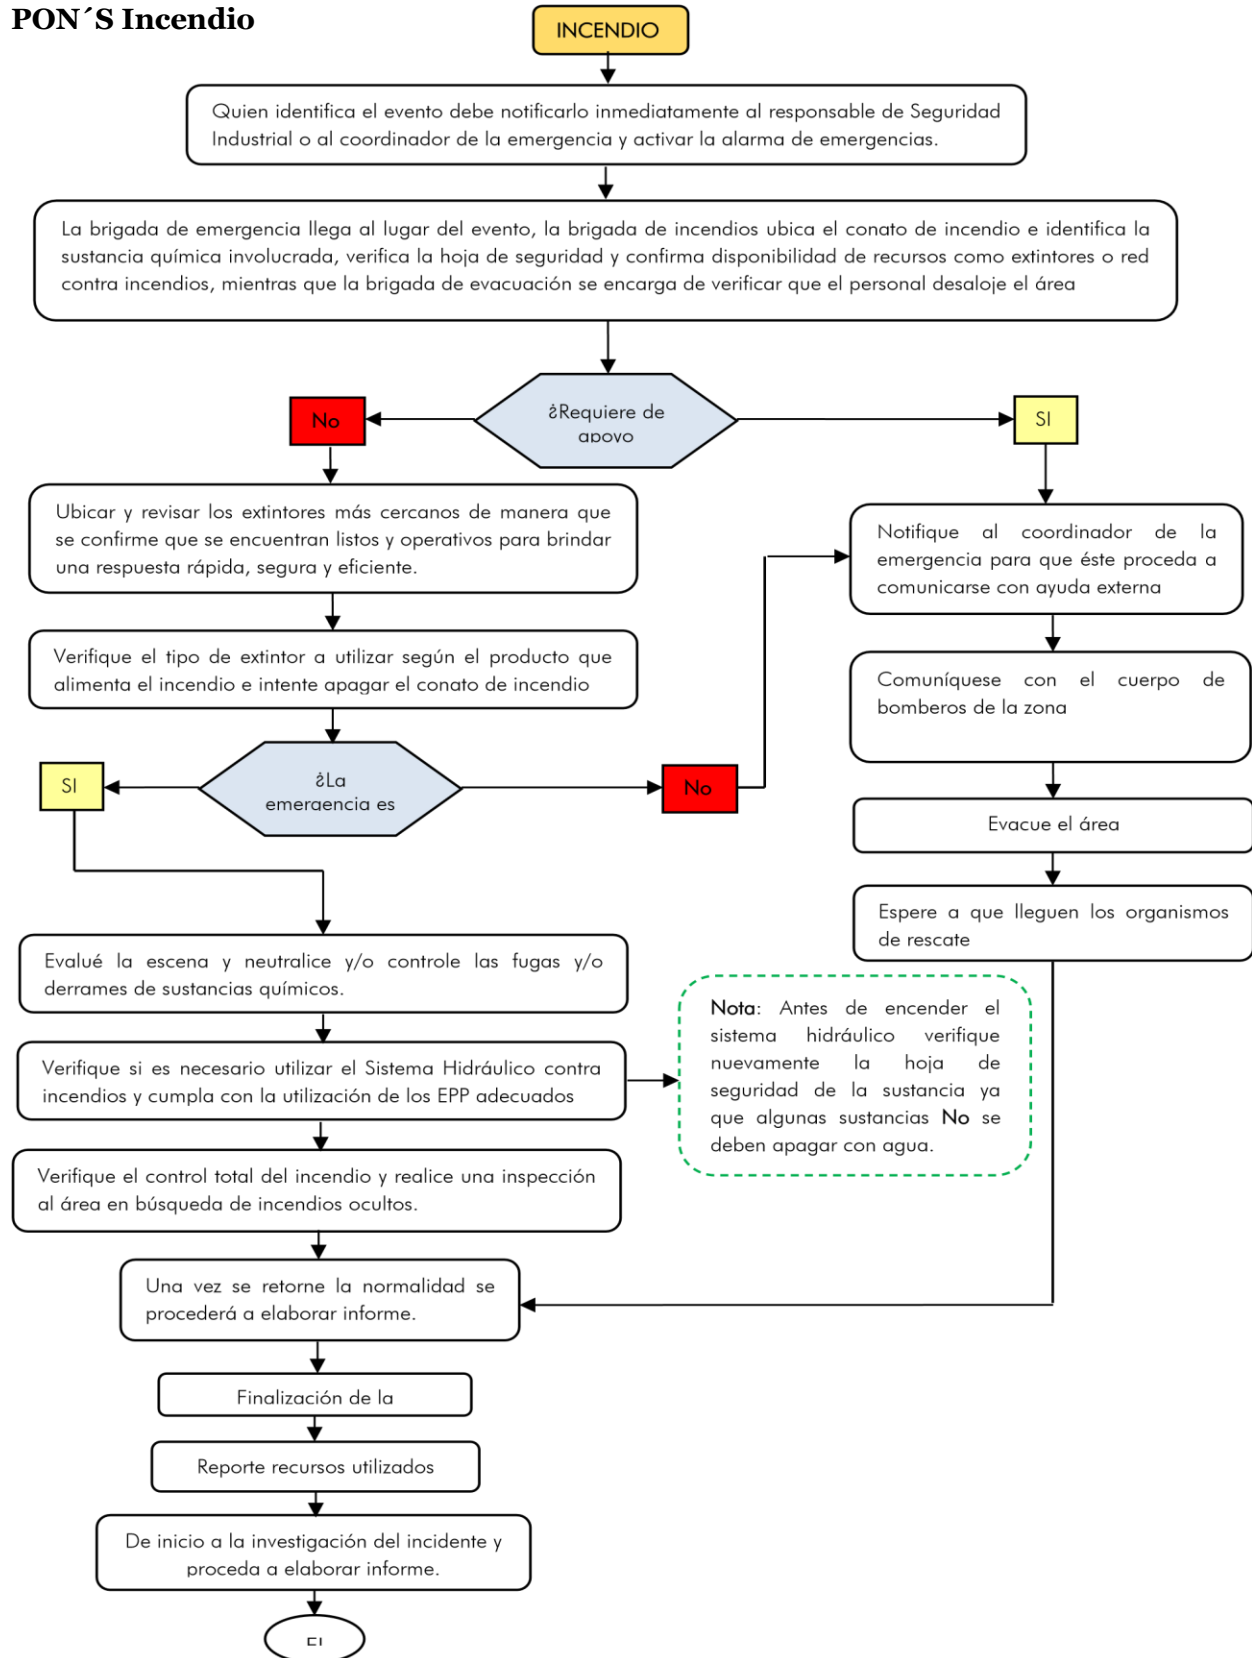 PON´S Incendio
INCENDIO
Quien identifica el evento debe notificarlo inmediatamente al responsable de Seguridad
Industrial o al coordinador de la emergencia y activar la alarma de emergencias.
La brigada de emergencia llega al lugar del evento, la brigada de incendios ubica el conato de incendio e identifica la
sustancia química involucrada, verifica la hoja de seguridad y confirma disponibilidad de recursos como extintores o red
contra incendios, mientras que la brigada de evacuación se encarga de verificar que el personal desaloje el área
¿Requiere de
apoyo
No
SI
Ubicar y revisar los extintores más cercanos de manera que
se confirme que se encuentran listos y operativos para brindar
una respuesta rápida, segura y eficiente.
Notifique al coordinador de la
emergencia para que éste proceda a
comunicarse con ayuda externa
Verifique el tipo de extintor a utilizar según el producto que
alimenta el incendio e intente apagar el conato de incendio
Comuníquese con el cuerpo de
bomberos de la zona
SI
¿La
emergencia es
No
Evacue el área
Espere a que lleguen los organismos
de rescate
Evalué la escena y neutralice y/o controle las fugas y/o
derrames de sustancias químicos.
Nota: Antes de encender el
sistema hidráulico verifique
nuevamente la hoja de
seguridad de la sustancia ya
que algunas sustancias No se
deben apagar con agua.
Verifique si es necesario utilizar el Sistema Hidráulico contra
incendios y cumpla con la utilización de los EPP adecuados
Verifique el control total del incendio y realice una inspección
al área en búsqueda de incendios ocultos.
Una vez se retorne la normalidad se
procederá a elaborar informe.
Finalización de la
Reporte recursos utilizados
De inicio a la investigación del incidente y
proceda a elaborar informe.